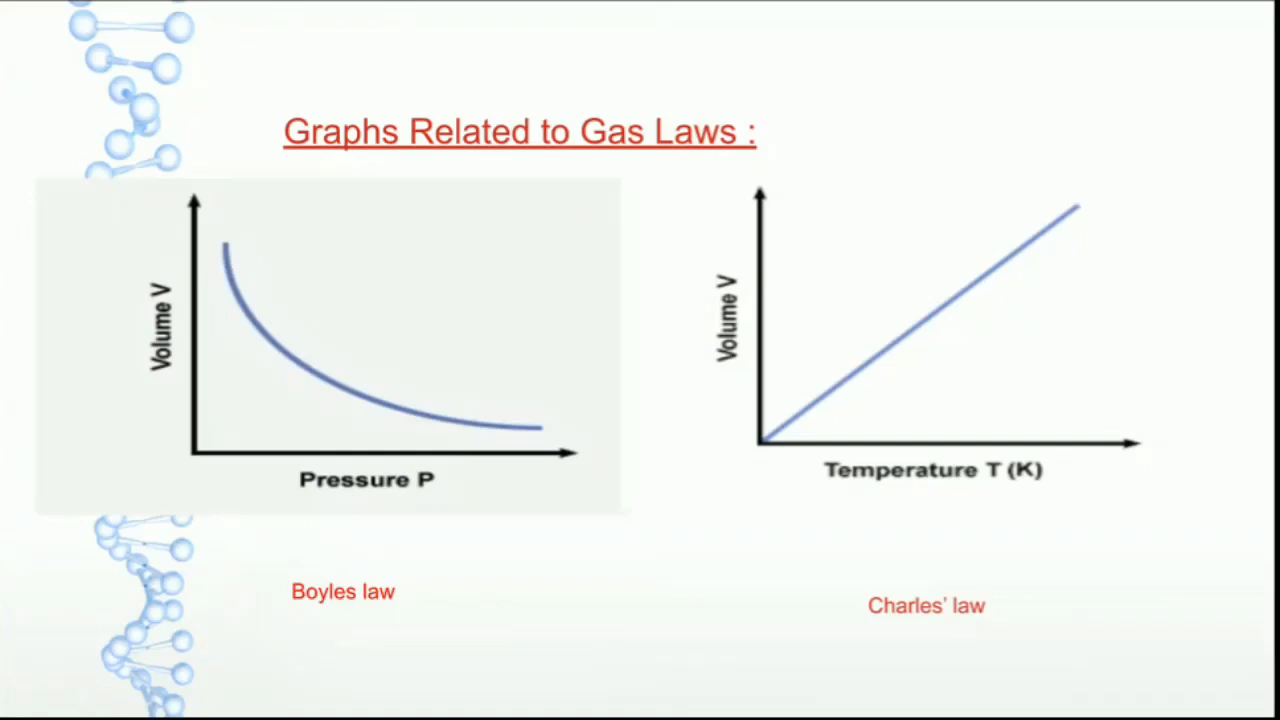 Graphs Related to Gas Laws :
Volume V
Pressure P
Volume V
Temperature T (K)
Boyles law
Charles’ law